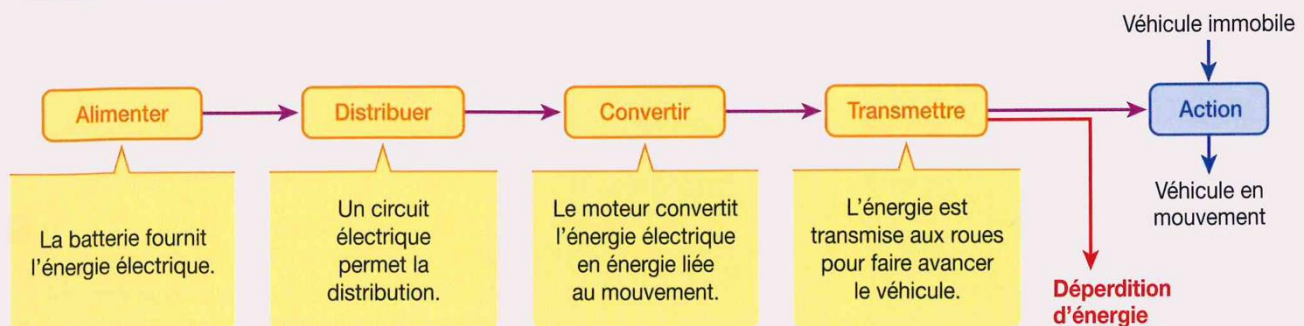 Véhicule immobile
Alimenter
Distribuer
Convertir
Transmettre
Action
La batterie fournit
l'énergie électrique.
Un circuit
électrique
permet la
distribution.
Le moteur convertit
l'énergie électrique
en énergie liée
au mouvement.
L'énergie est
transmise aux roues
pour faire avancer
le véhicule.
Véhicule en
mouvement
Déperdition
d'énergie